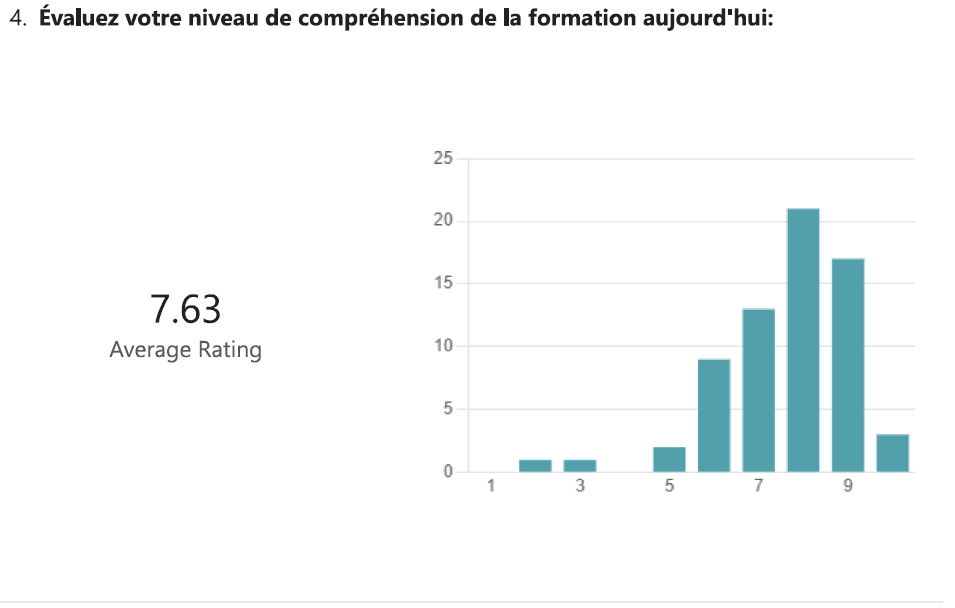 4. Évaluez votre niveau de compréhension de la formation aujourd'hui:
7.63
Average Rating
25
20
15
10
5
0
1 3 5 7 9